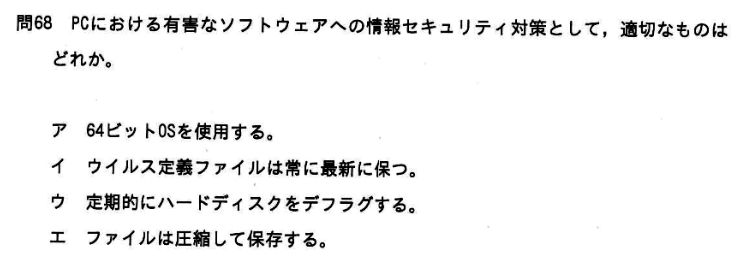 問68 PCにおける有害なソフトウェアへの情報セキュリティ対策として，適切なものは
どれか。
ア 64ビットOSを使用する。
イ ウイルス定義ファイルは常に最新に保つ。
ウ 定期的にハードディスクをデフラグする。
エ ファイルは圧縮して保存する。